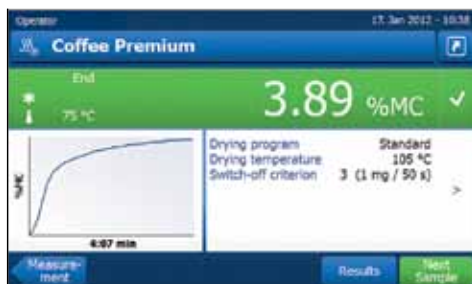 Operator
17. Jan 2012 - 10:38
Coffee Premium
End
75 °C
3.89 %MC
%MC
4:07 min
Drying program Standard
Drying temperature 105 °C
Switch-off criterion 3 (1 mg / 50 s)
>
Measure-
ment
Results
Next
Sample